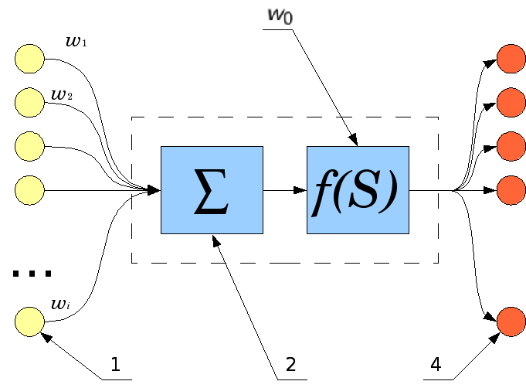 w₀
w₁
w₂
Σ f(S)
...
wᵢ
1 2 4